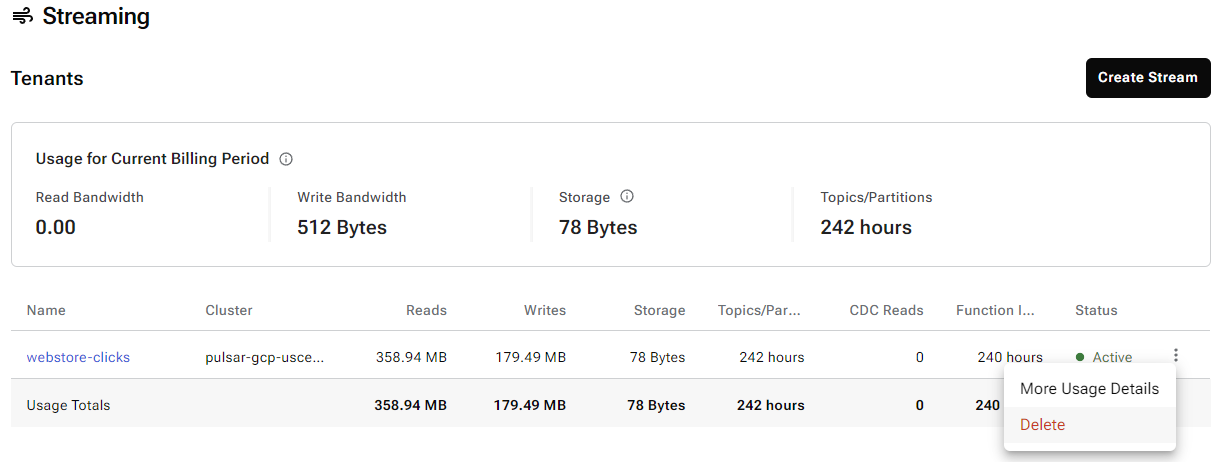 Streaming
Tenants
Create Stream
Usage for Current Billing Period
Read Bandwidth Write Bandwidth Storage Topics/Partitions
0.00 512 Bytes 78 Bytes 242 hours
Name Cluster Reads Writes Storage Topics/Par... CDC Reads Function I... Status
webstore-clicks pulsar-gcp-usce... 358.94 MB 179.49 MB 78 Bytes 242 hours 0 240 hours Active
More Usage Details
Usage Totals 358.94 MB 179.49 MB 78 Bytes 242 hours 0 240
Delete